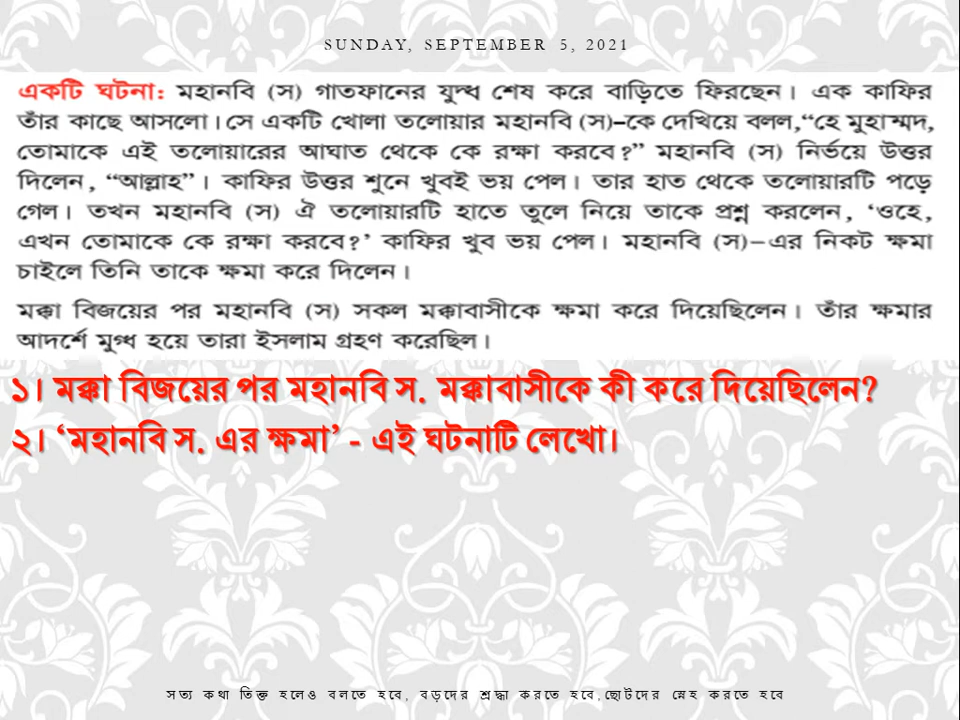 SUNDAY, SEPTEMBER 5, 2021
একটি ঘটনা: মহানবি (স) গাতফানের যুদ্ধ শেষ করে বাড়িতে ফিরছেন। এক কাফির
তাঁর কাছে আসলো। সে একটি খোলা তলোয়ার মহানবি (স)-কে দেখিয়ে বলল,“হে মুহাম্মদ,
তোমাকে এই তলোয়ারের আঘাত থেকে কে রক্ষা করবে?” মহানবি (স) নির্ভয়ে উত্তর
দিলেন, “আল্লাহ”। কাফির উত্তর শুনে খুবই ভয় পেল। তার হাত থেকে তলোয়ারটি পড়ে
গেল। তখন মহানবি (স) ঐ তলোয়ারটি হাতে তুলে নিয়ে তাকে প্রশ্ন করলেন, ‘ওহে,
এখন তোমাকে কে রক্ষা করবে?’ কাফির খুব ভয় পেল। মহানবি (স)-এর নিকট ক্ষমা
চাইলে তিনি তাকে ক্ষমা করে দিলেন।
মক্কা বিজয়ের পর মহানবি (স) সকল মক্কাবাসীকে ক্ষমা করে দিয়েছিলেন। তাঁর ক্ষমার
আদর্শে মুগ্ধ হয়ে তারা ইসলাম গ্রহণ করেছিল।
১। মক্কা বিজয়ের পর মহানবি স. মক্কাবাসীকে কী করে দিয়েছিলেন?
২। ‘মহানবি স. এর ক্ষমা’ - এই ঘটনাটি লেখো।
সত্য কথা তিক্ত হলেও বলতে হবে, বড়দের শ্রদ্ধা করতে হবে,ছোটদের স্নেহ করতে হবে